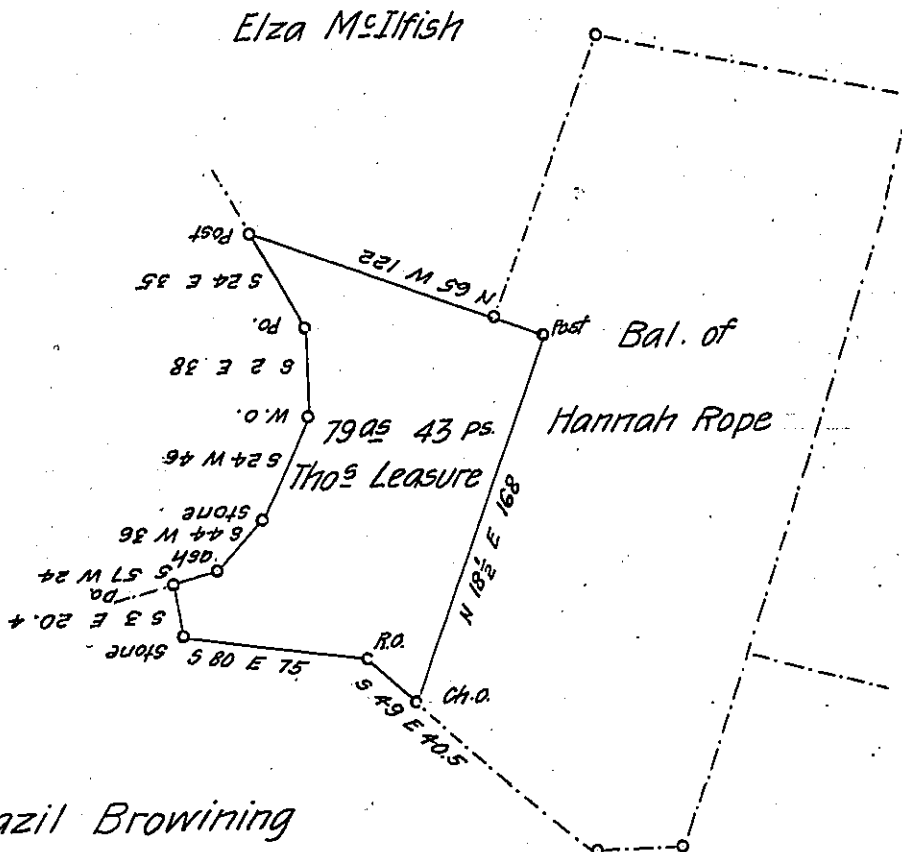 Elza McIlfish
Post
S 24 E 35
Po.
S 2 E 38
W.O.
S 24 W 46
stone
S 44 W 36
ash
S 57 W 24
Do
S 3 E 20.4
stone
S 80 E 75
R.O.
S 49 E 40.5
Ch.O.
N 18½ E 168
Post
N 65 W 122
79 as 43 Ps.
Thos Leasure
Bal. of
Hannah Rope
azil Browining